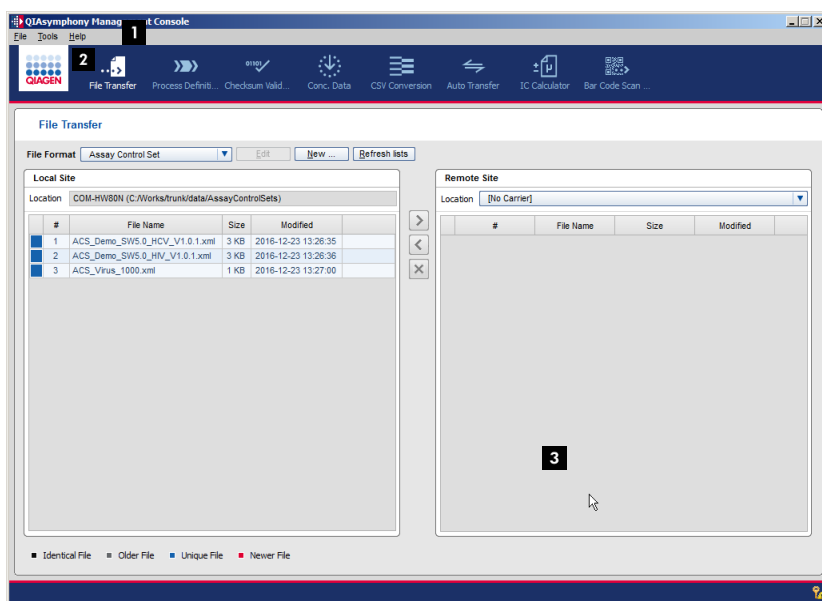 QIAsymphony Management Console
File Tools Help
1
2
QIAGEN
File Transfer Process Definiti... Checksum Valid... Conc. Data CSV Conversion Auto Transfer IC Calculator Bar Code Scan ...
File Transfer
File Format Assay Control Set Edit New ... Refresh lists
Local Site
Location COM-HW80N (C:/Works/trunk/data/AssayControlSets)
# File Name Size Modified
1 ACS_Demo_SW5.0_HCV_V1.0.1.xml 3 KB 2016-12-23 13:26:35
2 ACS_Demo_SW5.0_HIV_V1.0.1.xml 3 KB 2016-12-23 13:26:36
3 ACS_Virus_1000.xml 1 KB 2016-12-23 13:27:00
Remote Site
Location [No Carrier]
# File Name Size Modified
3
Identical File Older File Unique File Newer File